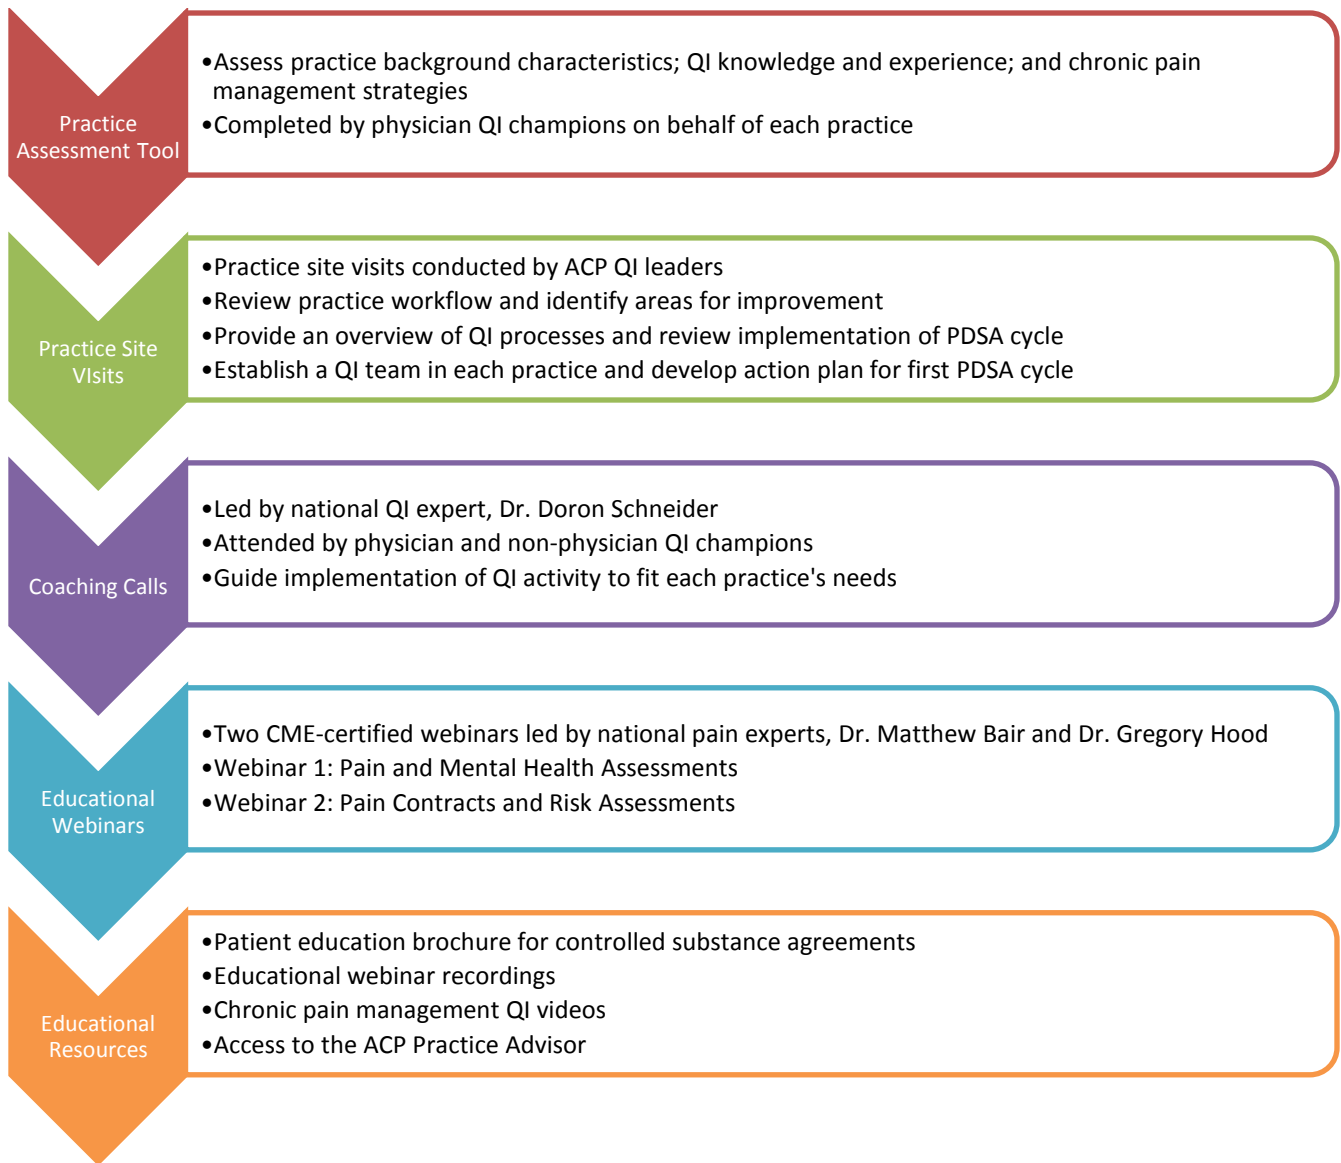 Practice
Assessment Tool
•Assess practice background characteristics; QI knowledge and experience; and chronic pain
management strategies
•Completed by physician QI champions on behalf of each practice
Practice Site
VIsits
•Practice site visits conducted by ACP QI leaders
•Review practice workflow and identify areas for improvement
•Provide an overview of QI processes and review implementation of PDSA cycle
•Establish a QI team in each practice and develop action plan for first PDSA cycle
Coaching Calls
•Led by national QI expert, Dr. Doron Schneider
•Attended by physician and non-physician QI champions
•Guide implementation of QI activity to fit each practice's needs
Educational
Webinars
•Two CME-certified webinars led by national pain experts, Dr. Matthew Bair and Dr. Gregory Hood
•Webinar 1: Pain and Mental Health Assessments
•Webinar 2: Pain Contracts and Risk Assessments
Educational
Resources
•Patient education brochure for controlled substance agreements
•Educational webinar recordings
•Chronic pain management QI videos
•Access to the ACP Practice Advisor